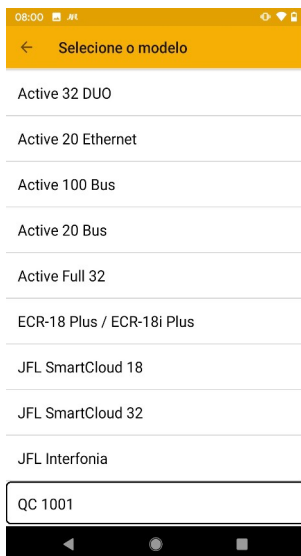 08:00
Selecione o modelo
Active 32 DUO
Active 20 Ethernet
Active 100 Bus
Active 20 Bus
Active Full 32
ECR-18 Plus / ECR-18i Plus
JFL SmartCloud 18
JFL SmartCloud 32
JFL Interfonia
QC 1001